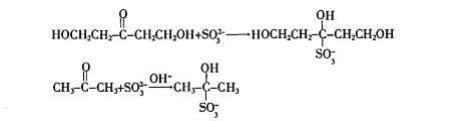 O OH
HOCH₂CH₂-C-CH₂CH₂OH+SO₃²⁻→HOCH₂CH₂-C-CH₂CH₂OH
SO₃⁻
O OH⁻ OH
CH₃-C-CH₃+SO₃²⁻→CH₃-C-CH₃
SO₃⁻